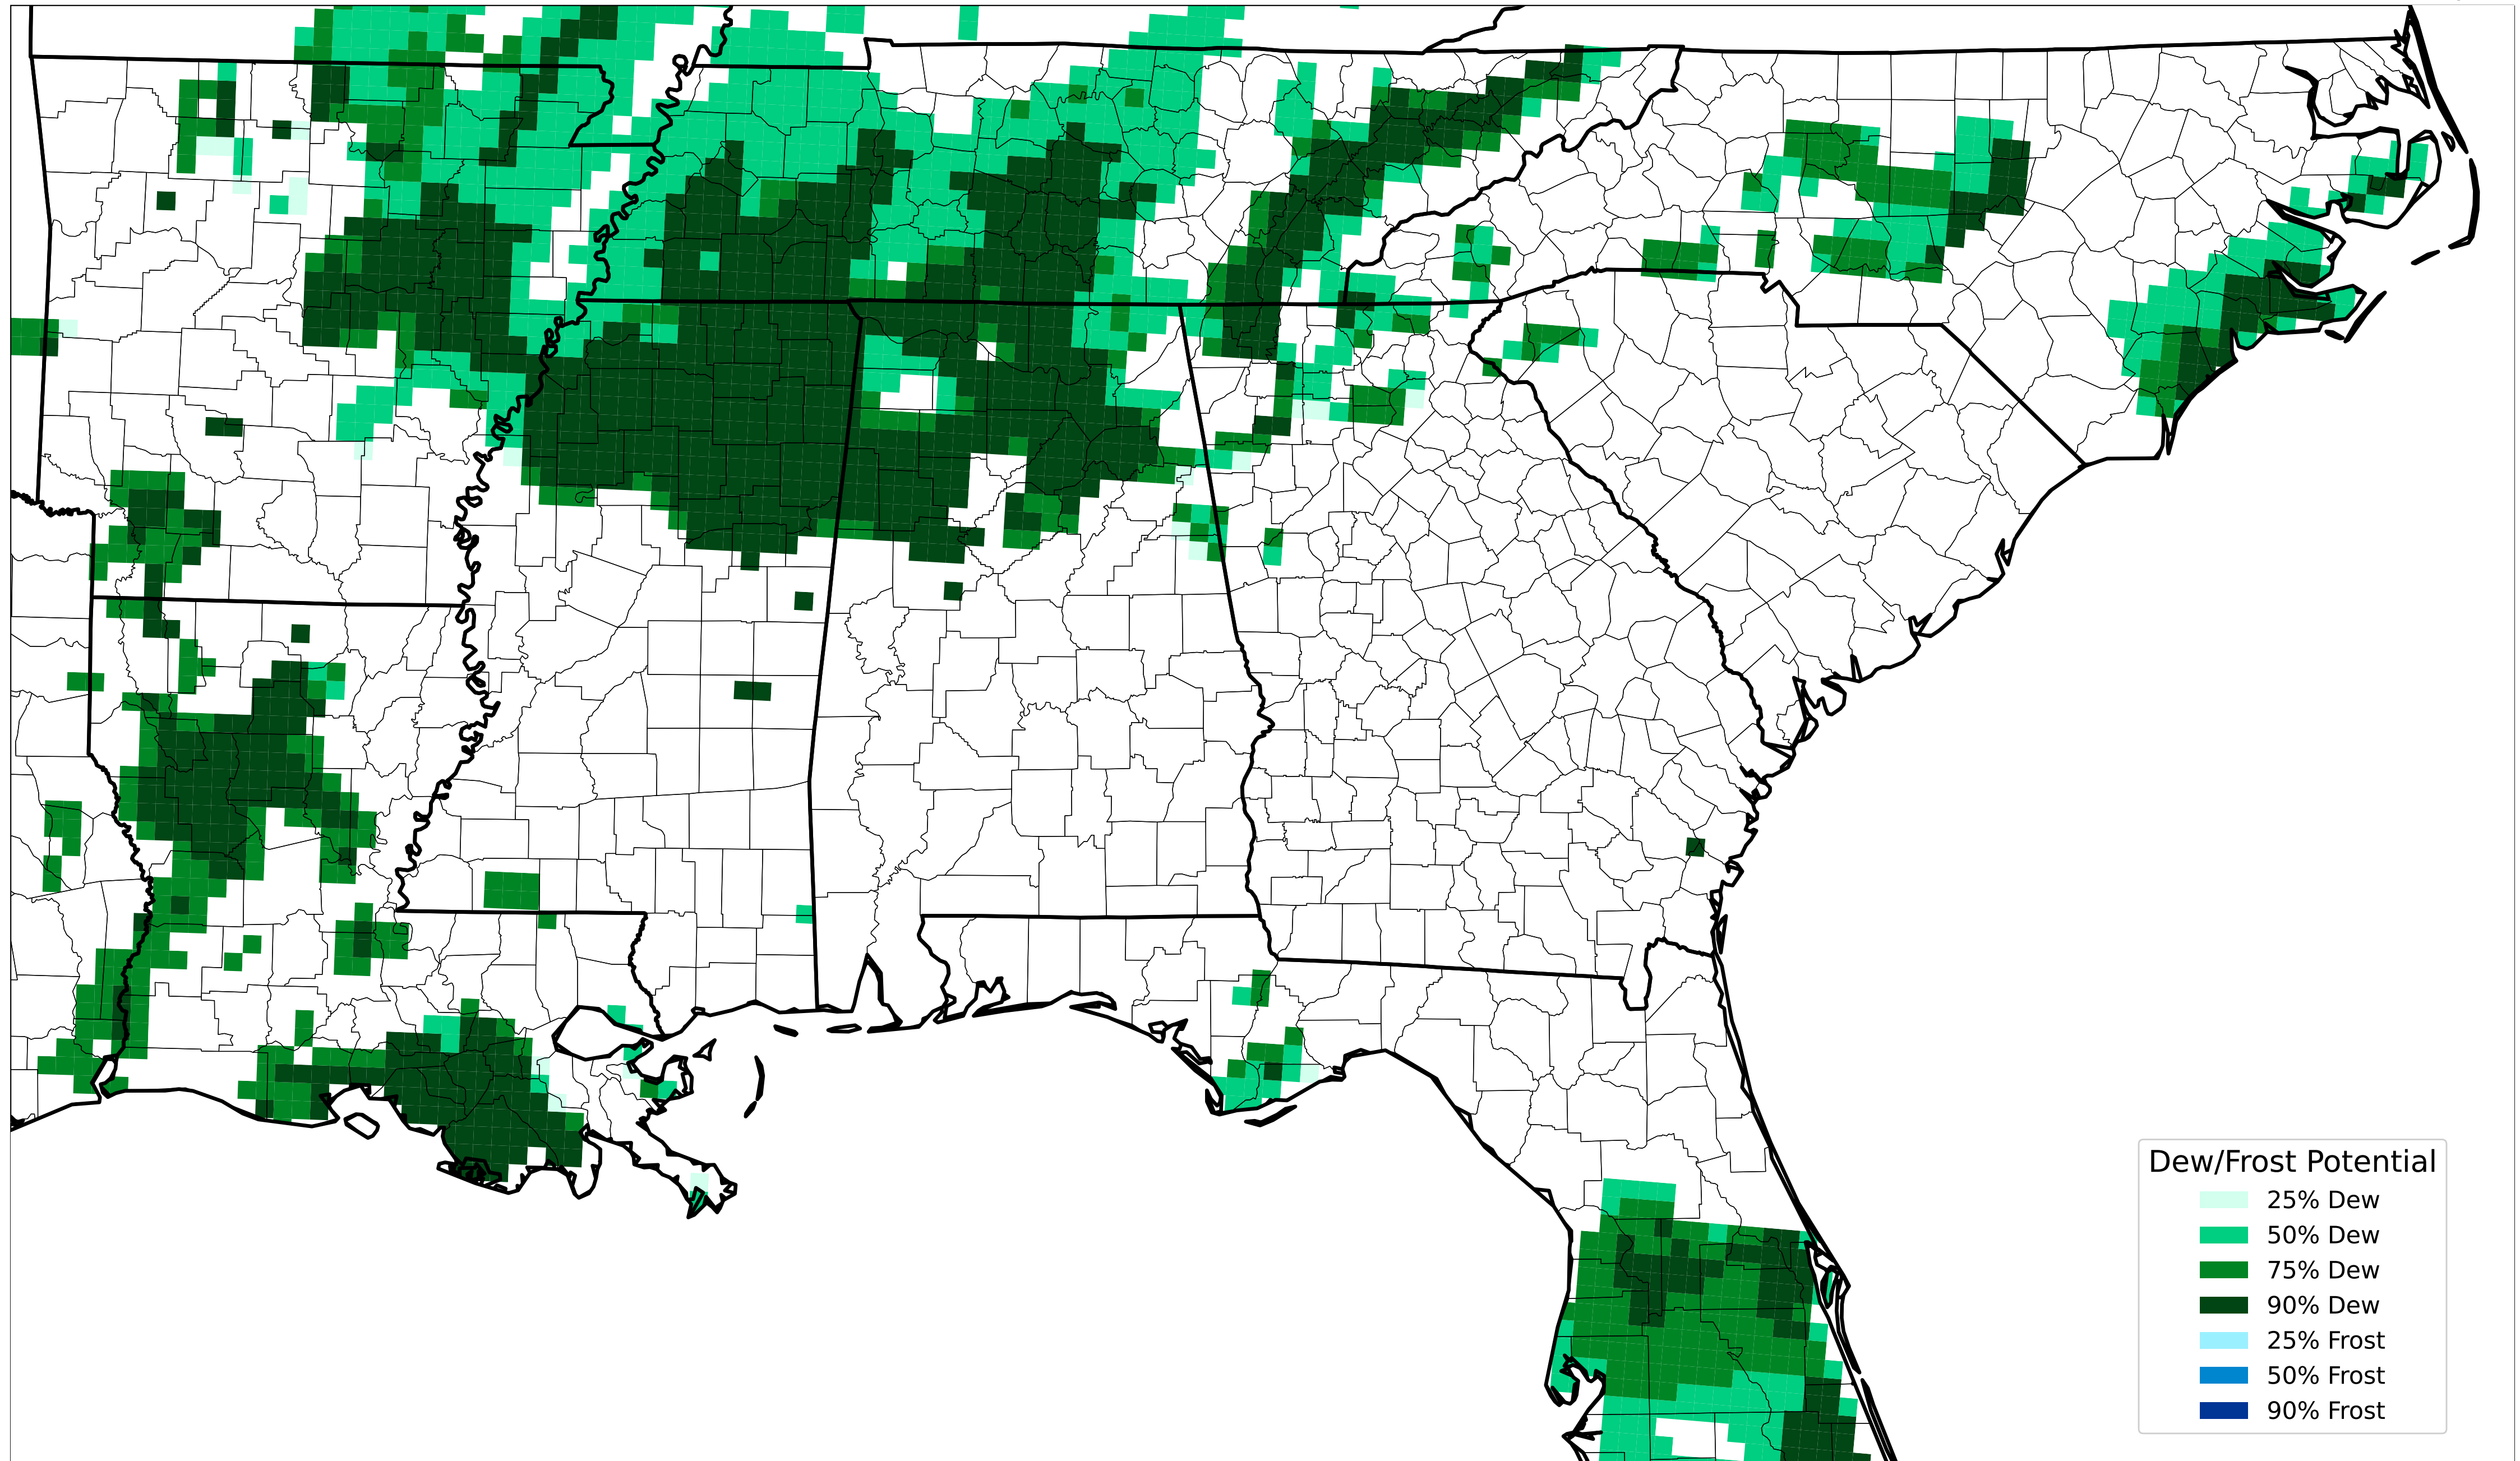 Dew/Frost Potential
25% Dew
50% Dew
75% Dew
90% Dew
25% Frost
50% Frost
90% Frost